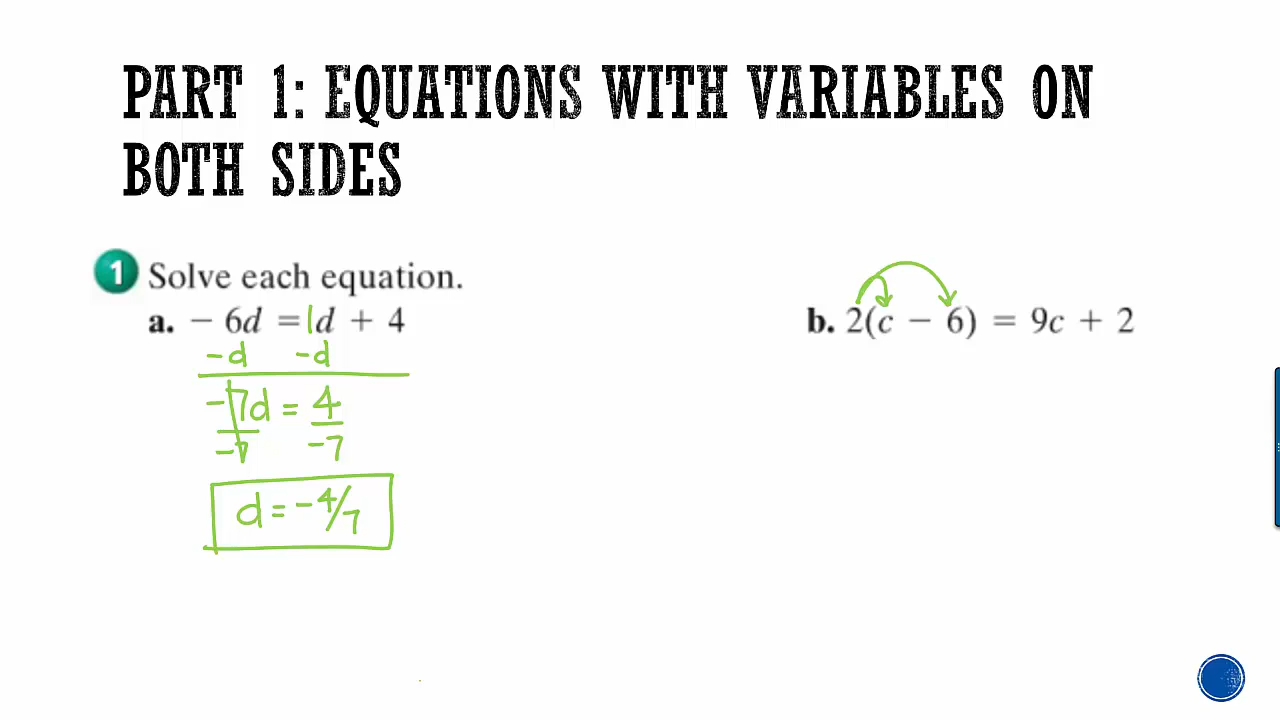 PART 1: EQUATIONS WITH VARIABLES ON
BOTH SIDES
1 Solve each equation.
a. − 6d = 1d + 4
-d -d
-7d = 4
-7 -7
d = -4/7
b. 2(c − 6) = 9c + 2